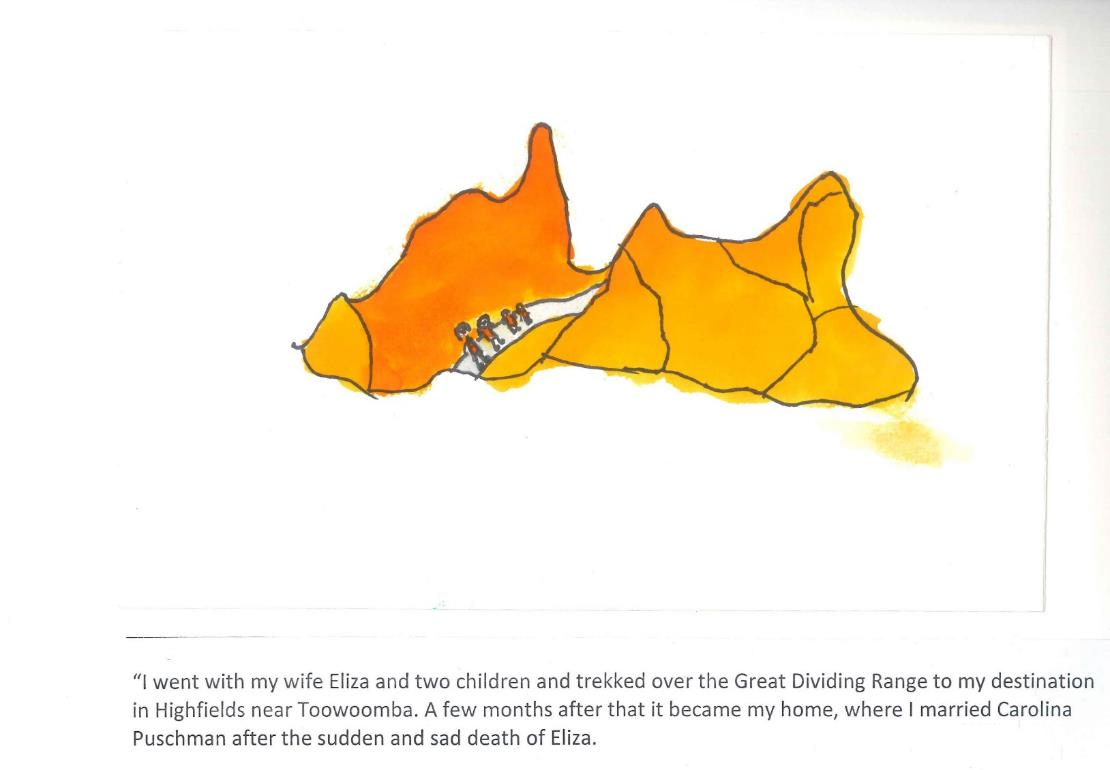 “I went with my wife Eliza and two children and trekked over the Great Dividing Range to my destination
in Highfields near Toowoomba. A few months after that it became my home, where I married Carolina
Puschman after the sudden and sad death of Eliza.